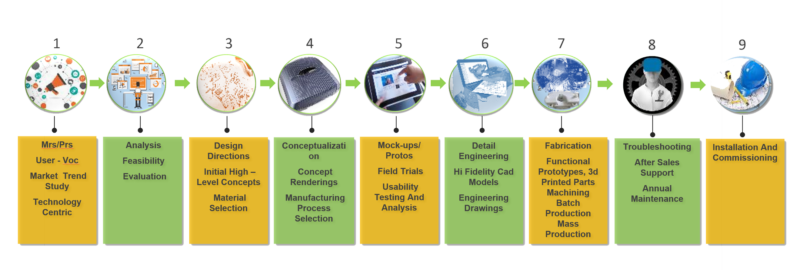 1
2
3
4
5
6
7
8
9
Mrs/Prs
User - Voc
Market Trend
Study
Technology
Centric
Analysis
Feasibility
Evaluation
Design
Directions
Initial High –
Level Concepts
Material
Selection
Conceptualizati
on
Concept
Renderings
Manufacturing
Process
Selection
Mock-ups/
Protos
Field Trials
Usability
Testing And
Analysis
Detail
Engineering
Hi Fidelity Cad
Models
Engineering
Drawings
Fabrication
Functional
Prototypes, 3d
Printed Parts
Machining
Batch
Production
Mass
Production
Troubleshooting
After Sales
Support
Annual
Maintenance
Installation And
Commissioning